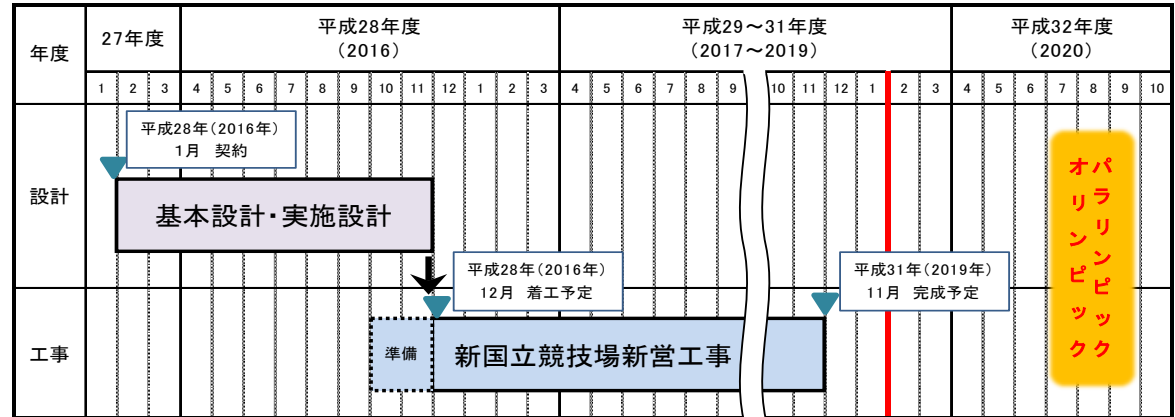 年度
27年度
平成28年度
(2016)
平成29～31年度
(2017～2019)
平成32年度
(2020)
1 2 3 4 5 6 7 8 9 10 11 12 1 2 3 4 5 6 7 8 9 10 11 12 1 2 3 4 5 6 7 8 9 10
設計
平成28年(2016年)
1月 契約
基本設計・実施設計
オリンピック
パラリンピック
平成28年(2016年)
12月 着工予定
平成31年(2019年)
11月 完成予定
工事
準備
新国立競技場新営工事